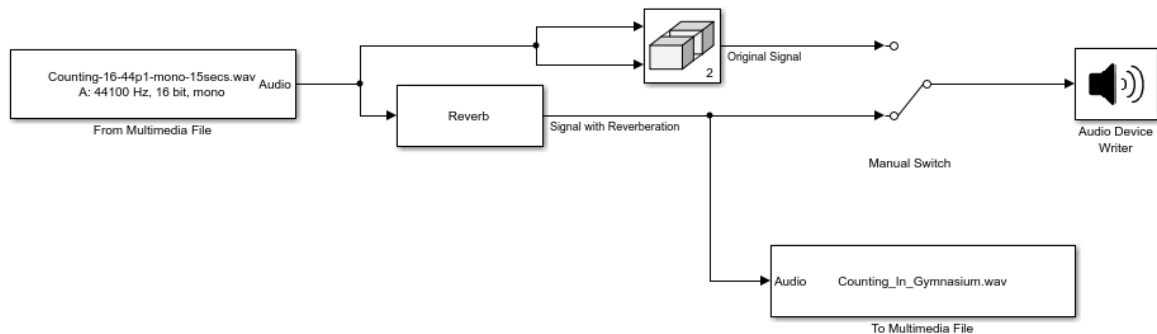 Counting-16-44p1-mono-15secs.wav
A: 44100 Hz, 16 bit, mono
Audio
From Multimedia File
Reverb
2
Original Signal
Signal with Reverberation
Manual Switch
Audio Device
Writer
Audio
Counting_In_Gymnasium.wav
To Multimedia File